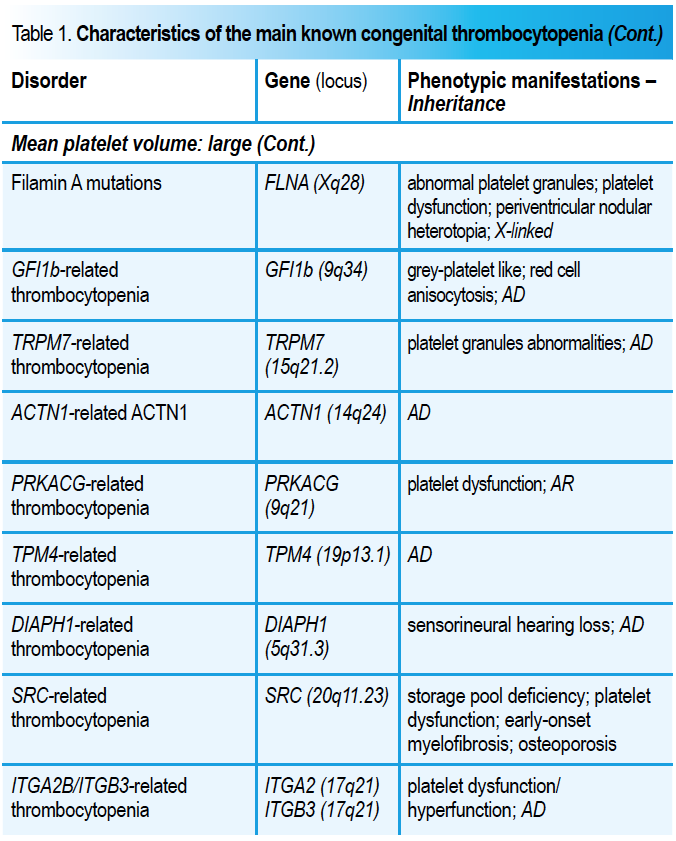 Table 1. Characteristics of the main known congenital thrombocytopenia (Cont.)
Disorder
Gene (locus)
Phenotypic manifestations –
Inheritance
Mean platelet volume: large (Cont.)
Filamin A mutations
FLNA (Xq28)
abnormal platelet granules; platelet
dysfunction; periventricular nodular
heterotopia; X-linked
GFI1b-related
thrombocytopenia
GFI1b (9q34)
grey-platelet like; red cell
anisocytosis; AD
TRPM7-related
thrombocytopenia
TRPM7
(15q21.2)
platelet granules abnormalities; AD
ACTN1-related ACTN1
ACTN1 (14q24)
AD
PRKACG-related
thrombocytopenia
PRKACG
(9q21)
platelet dysfunction; AR
TPM4-related
thrombocytopenia
TPM4 (19p13.1)
AD
DIAPH1-related
thrombocytopenia
DIAPH1
(5q31.3)
sensorineural hearing loss; AD
SRC-related
thrombocytopenia
SRC (20q11.23)
storage pool deficiency; platelet
dysfunction; early-onset
myelofibrosis; osteoporosis
ITGA2B/ITGB3-related
thrombocytopenia
ITGA2 (17q21)
ITGB3 (17q21)
platelet dysfunction/
hyperfunction; AD